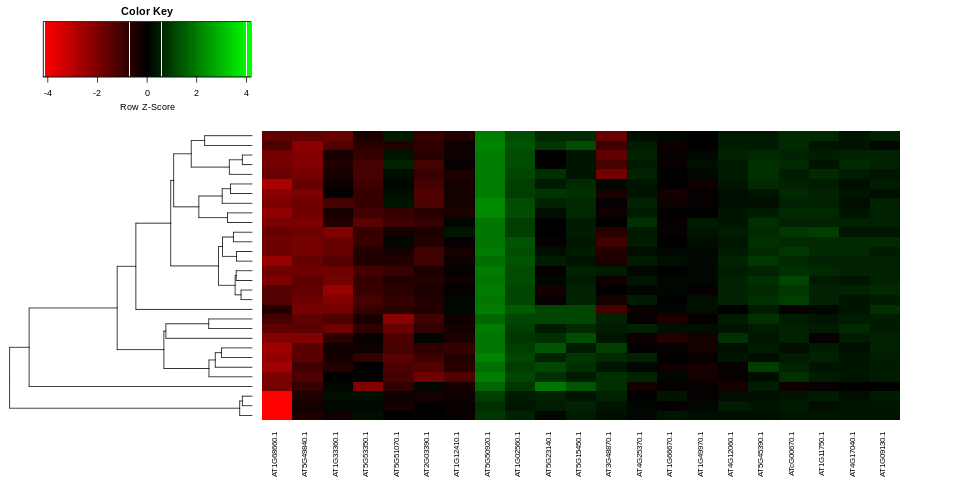 Color Key
-4 -2 0 2 4
Row Z-Score
AT1G68660.1
AT5G49840.1
AT1G33360.1
AT5G53350.1
AT5G51070.1
AT2G03390.1
AT1G12410.1
AT5G50920.1
AT1G02560.1
AT5G23140.1
AT5G15450.1
AT3G48870.1
AT4G25370.1
AT1G66670.1
AT1G49970.1
AT4G12060.1
AT5G45390.1
ATcG00670.1
AT1G11750.1
AT4G17040.1
AT1G09130.1